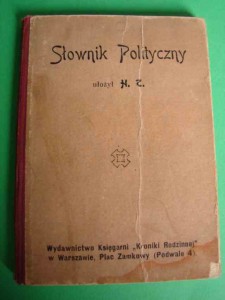 Słownik Polityczny
ułożył H. C.
Wydawnictwo Księgarni „Kroniki Rodzinnej"
w Warszawie, Plac Zamkowy (Podwale 4).